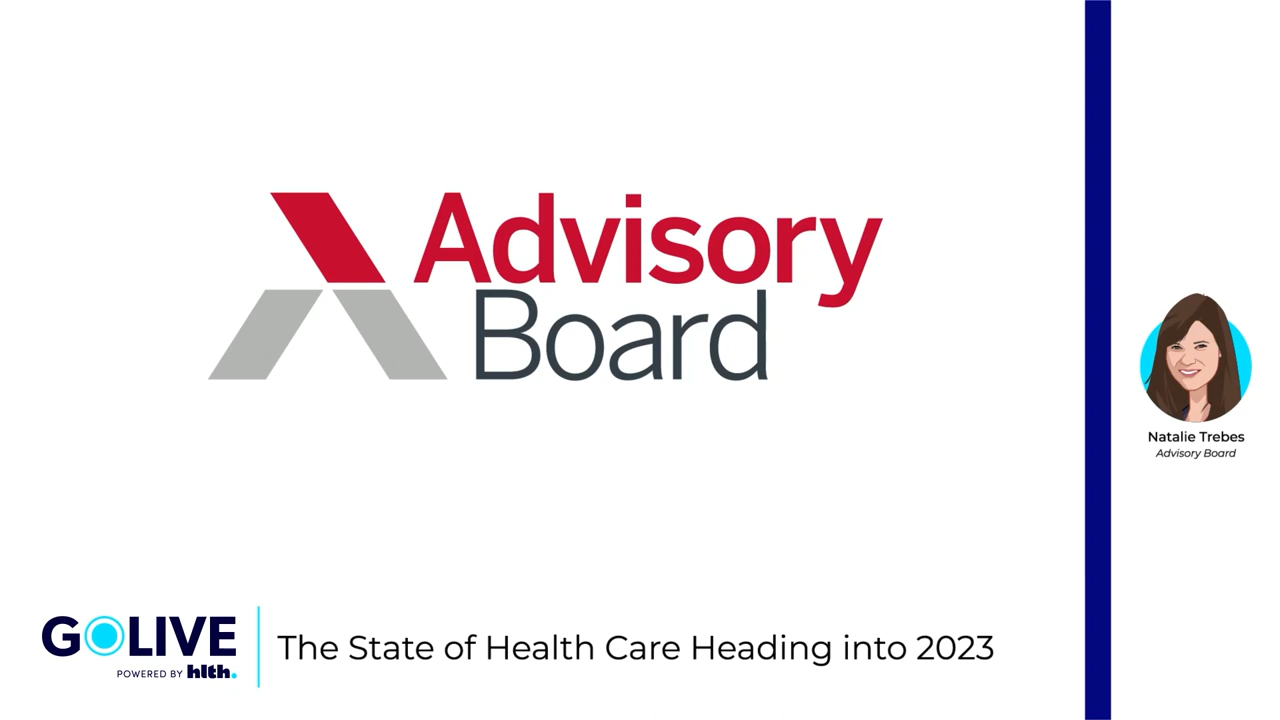 Advisory
Board
Natalie Trebes
Advisory Board
GOLIVE
POWERED BY hlth.
The State of Health Care Heading into 2023